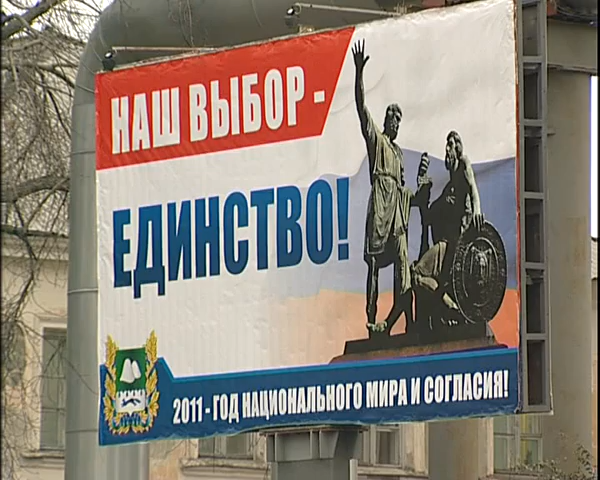 НАШ ВЫБОР -
ЕДИНСТВО!
2011 - ГОД НАЦИОНАЛЬНОГО МИРА И СОГЛАСИЯ!